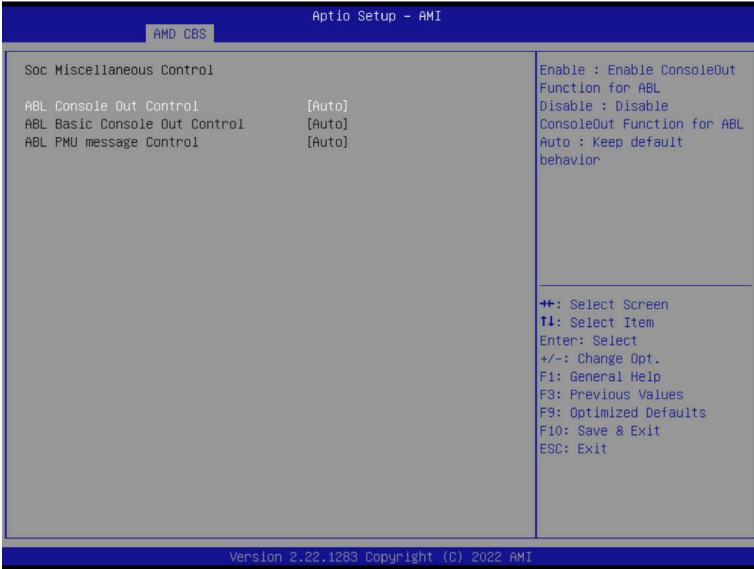 Aptio Setup – AMI
AMD CBS
Soc Miscellaneous Control
ABL Console Out Control [Auto]
ABL Basic Console Out Control [Auto]
ABL PMU message Control [Auto]
Enable : Enable ConsoleOut
Function for ABL
Disable : Disable
ConsoleOut Function for ABL
Auto : Keep default
behavior
→←: Select Screen
↑↓: Select Item
Enter: Select
+/-: Change Opt.
F1: General Help
F3: Previous Values
F9: Optimized Defaults
F10: Save & Exit
ESC: Exit
Version 2.22.1283 Copyright (C) 2022 AMI